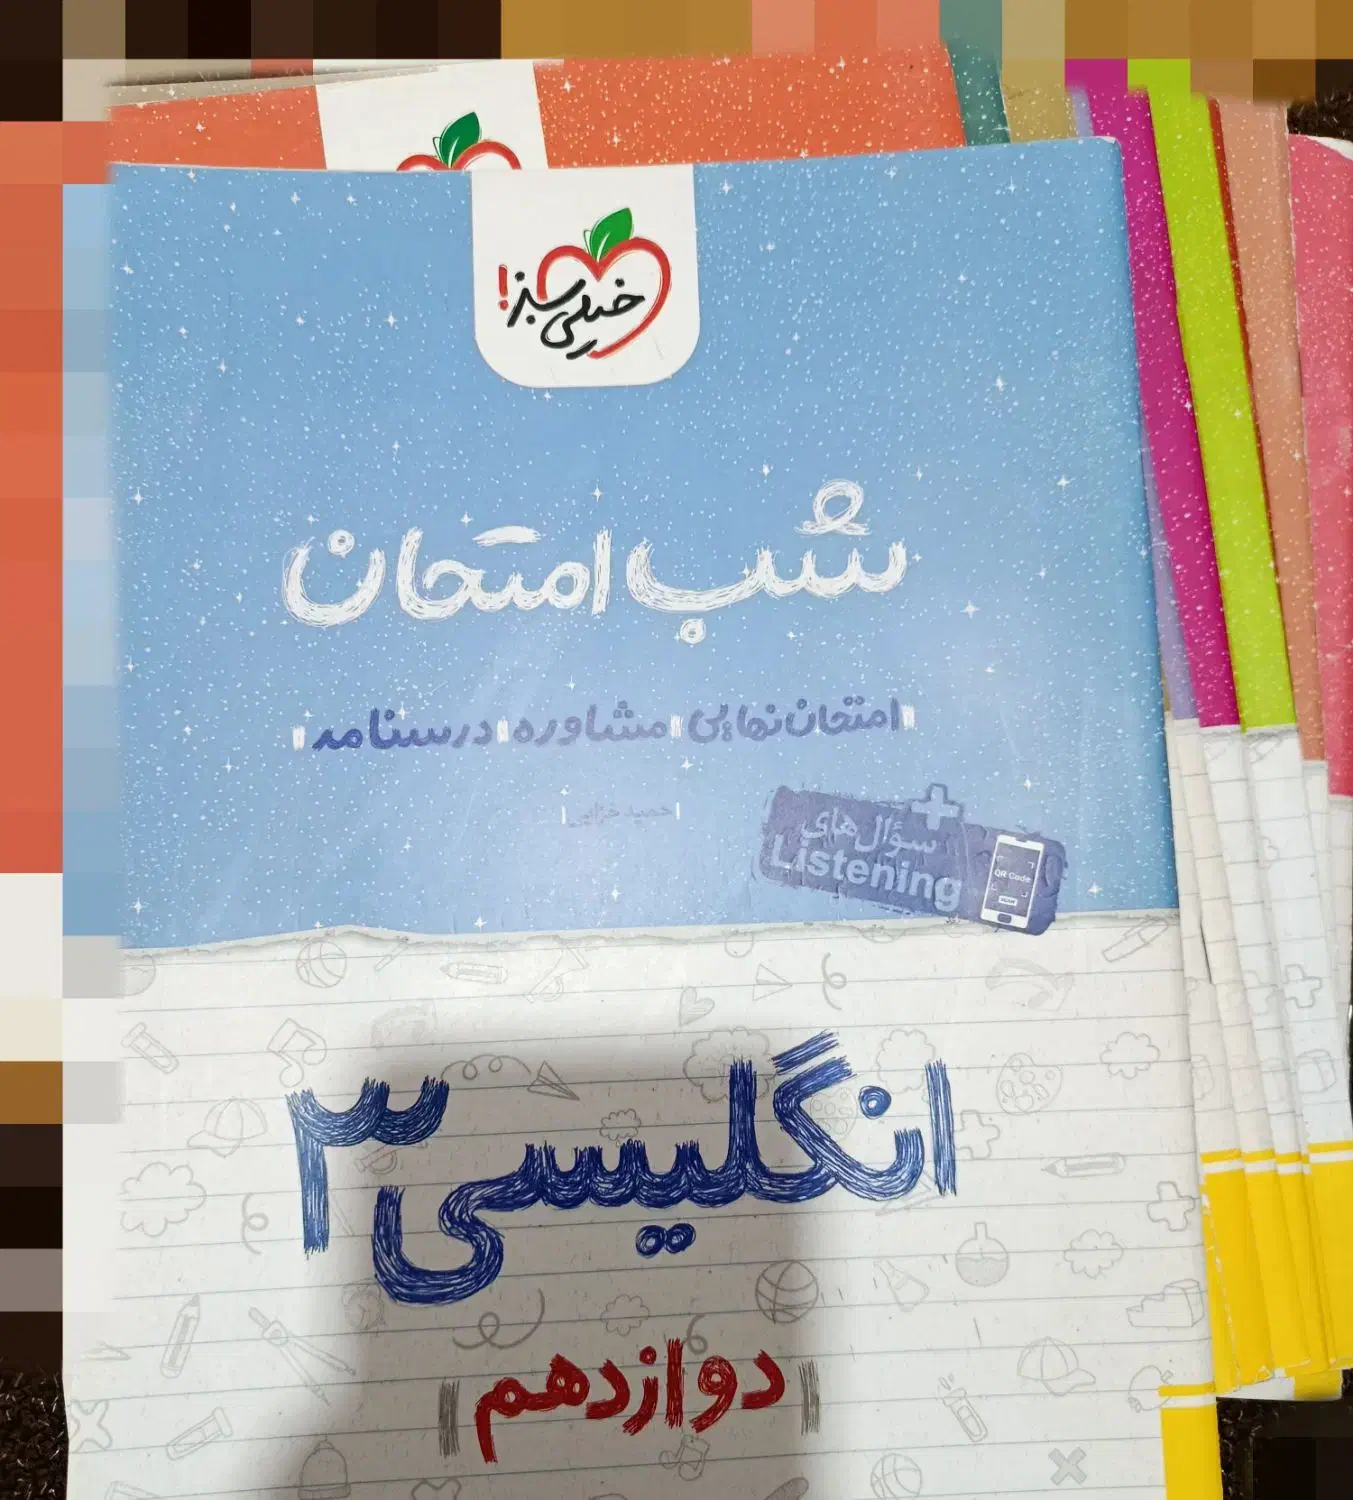 خیلی سبز!
شب امتحان
امتحان نهایی | مشاوره | درسنامه
حمید خزایی
+
سؤال‌های
Listening
QR Code
انگلیسی ۳
دوازدهم